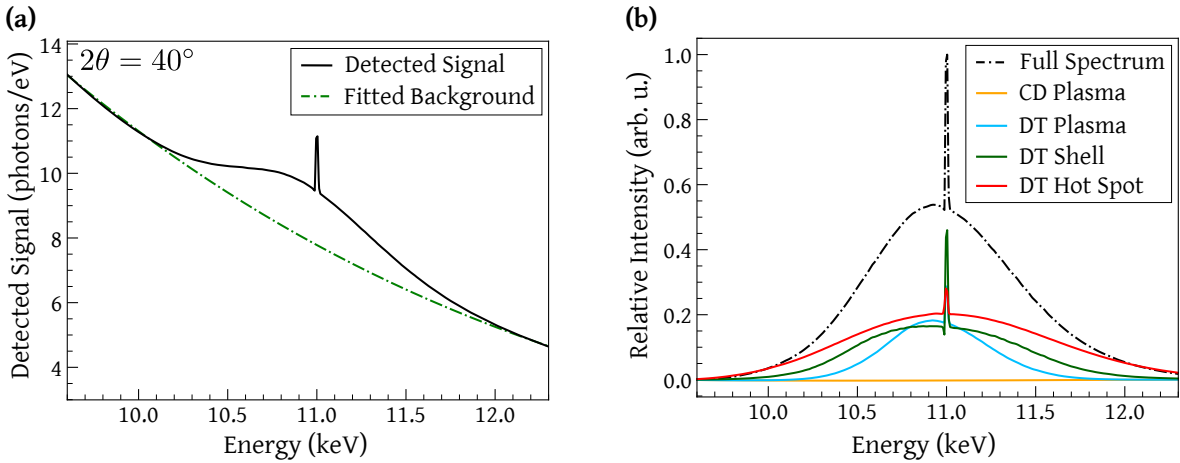 (a)
2θ = 40°
Detected Signal
Fitted Background
14
12
10
8
6
4
10.0 10.5 11.0 11.5 12.0
Energy (keV)
Detected Signal (photons/eV)
(b)
Full Spectrum
CD Plasma
DT Plasma
DT Shell
DT Hot Spot
1.0
0.8
0.6
0.4
0.2
0.0
10.0 10.5 11.0 11.5 12.0
Energy (keV)
Relative Intensity (arb. u.)